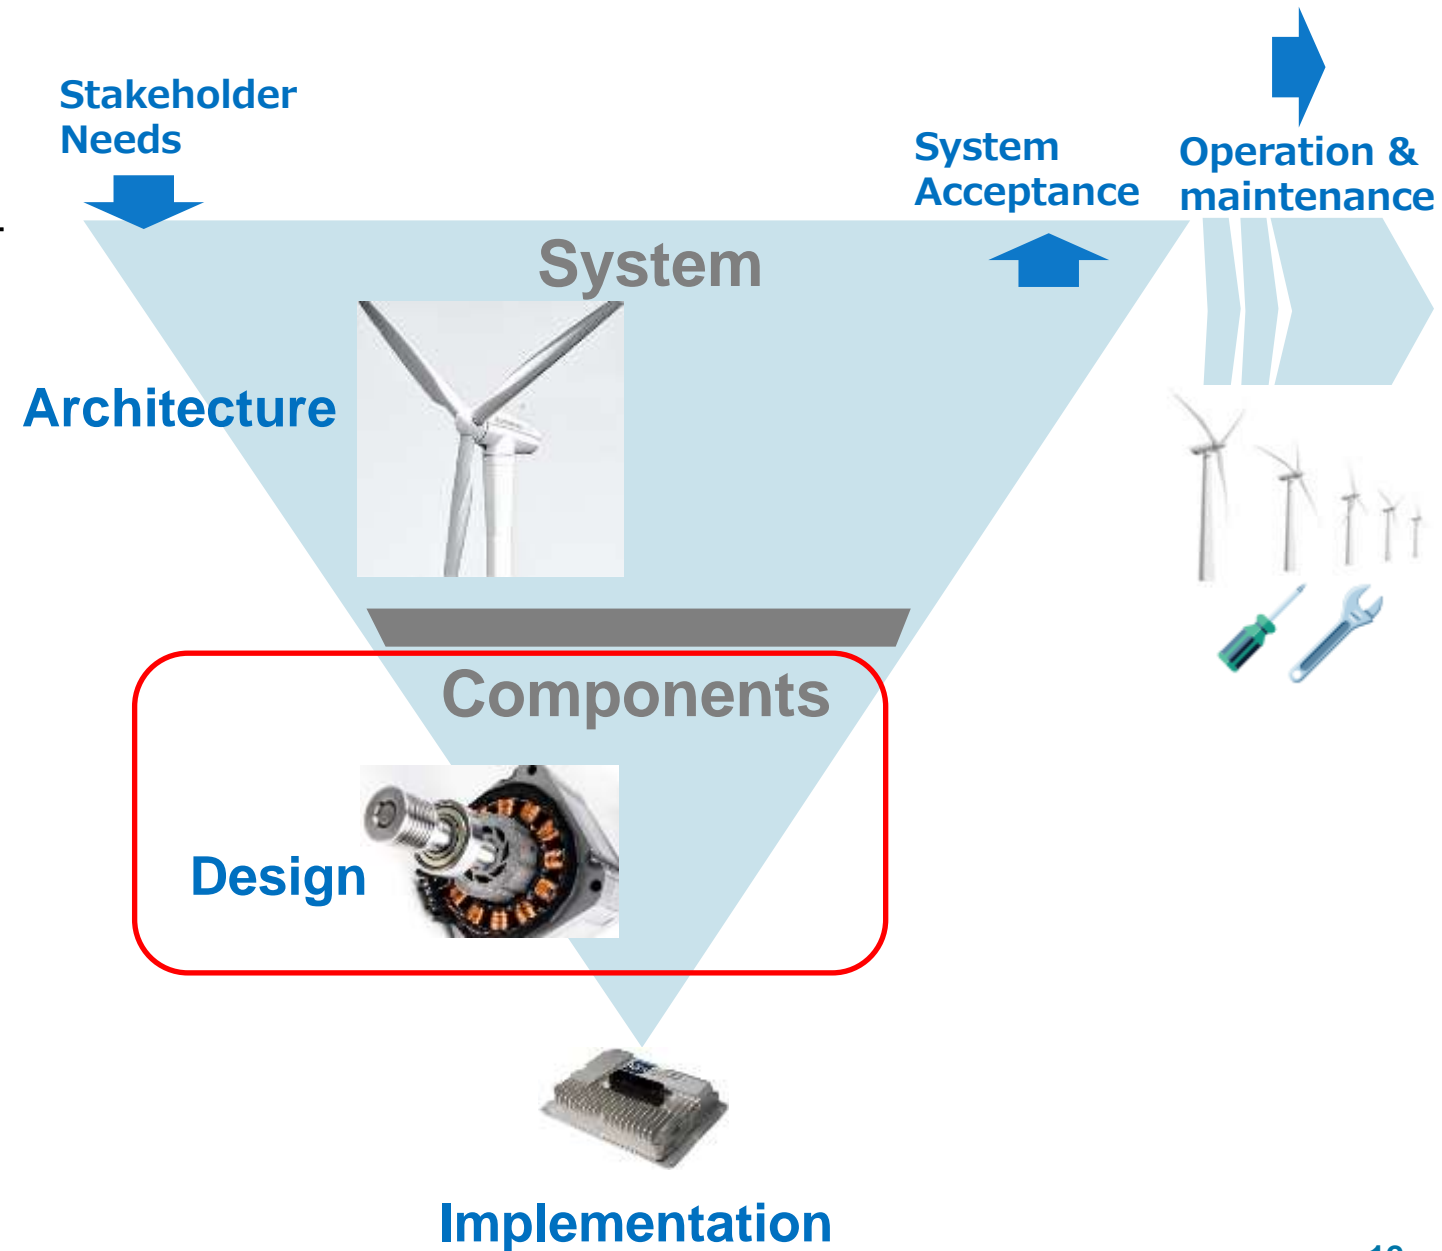 Stakeholder
Needs
System
Acceptance
Operation &
maintenance
System
Architecture
Components
Design
Implementation